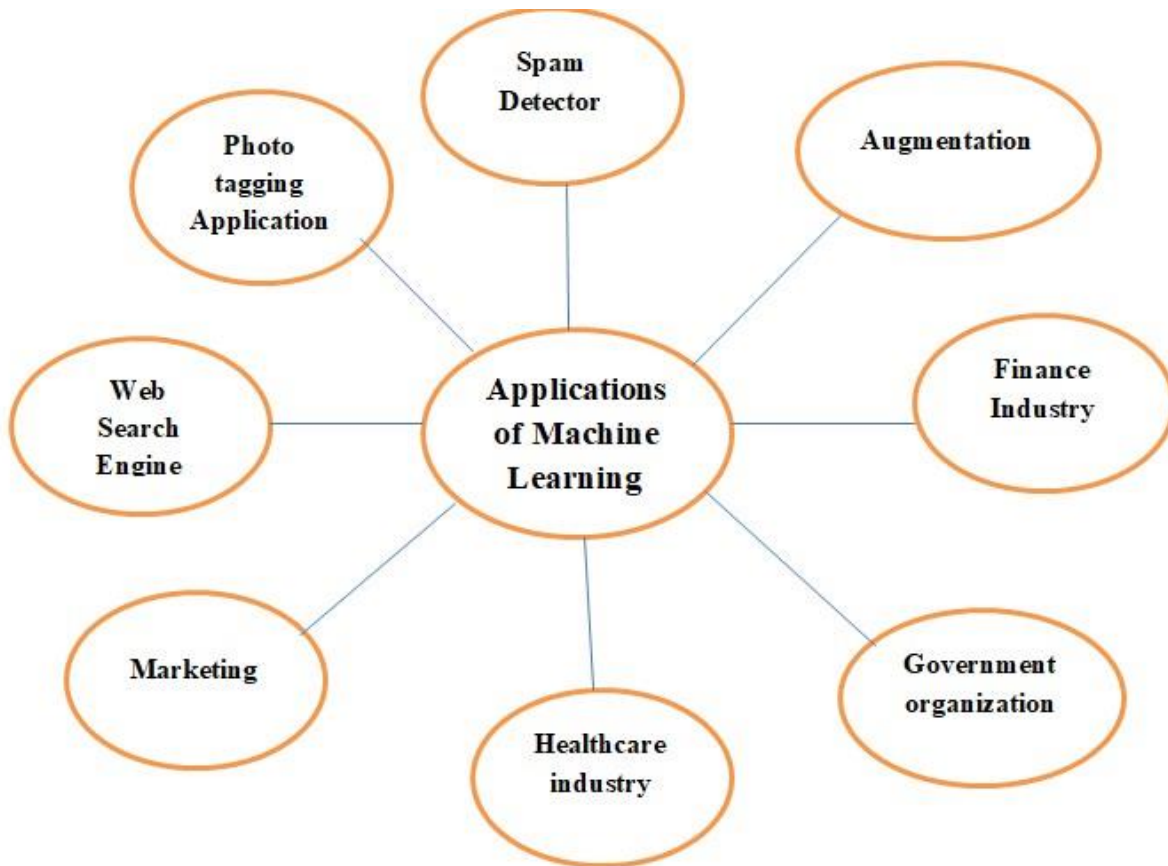 Spam
Detector
Augmentation
Photo
tagging
Application
Finance
Industry
Applications
of Machine
Learning
Web
Search
Engine
Government
organization
Marketing
Healthcare
industry